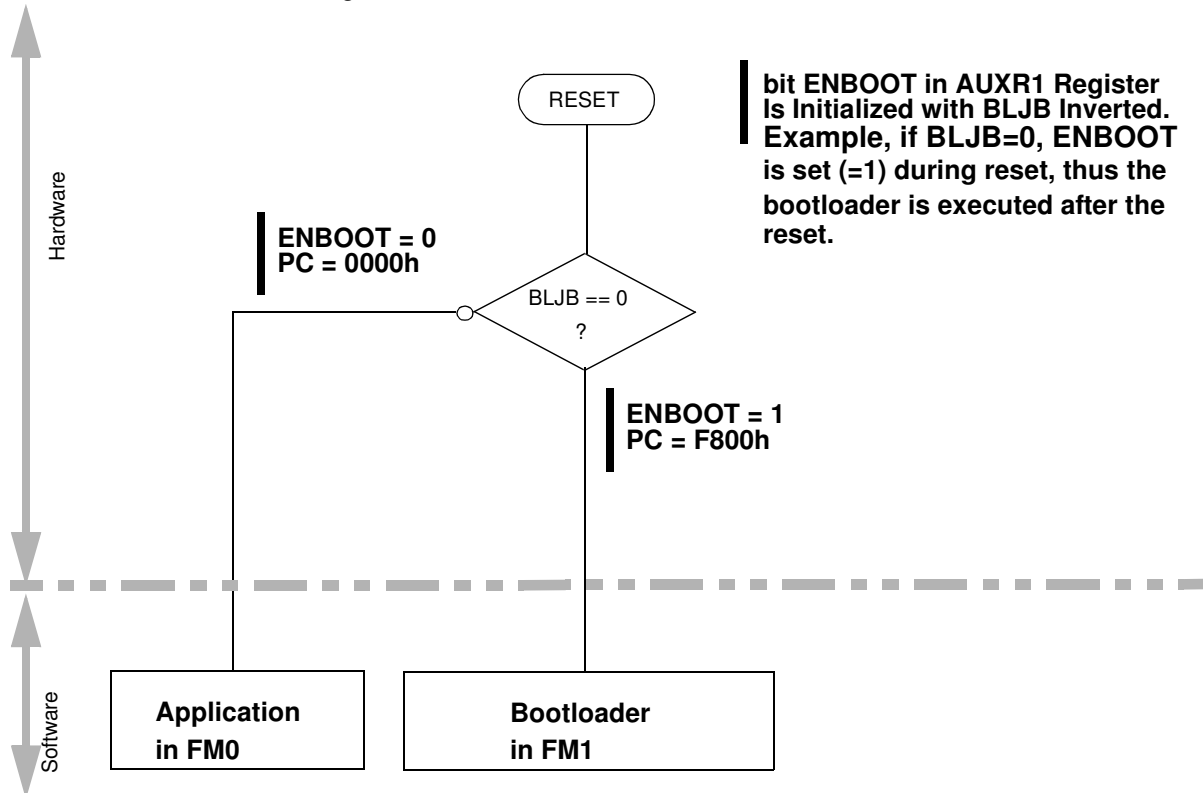 RESET
bit ENBOOT in AUXR1 Register
Is Initialized with BLJB Inverted.
Example, if BLJB=0, ENBOOT
is set (=1) during reset, thus the
bootloader is executed after the
reset.
Hardware
ENBOOT = 0
PC = 0000h
BLJB == 0
?
ENBOOT = 1
PC = F800h
Software
Application
in FM0
Bootloader
in FM1